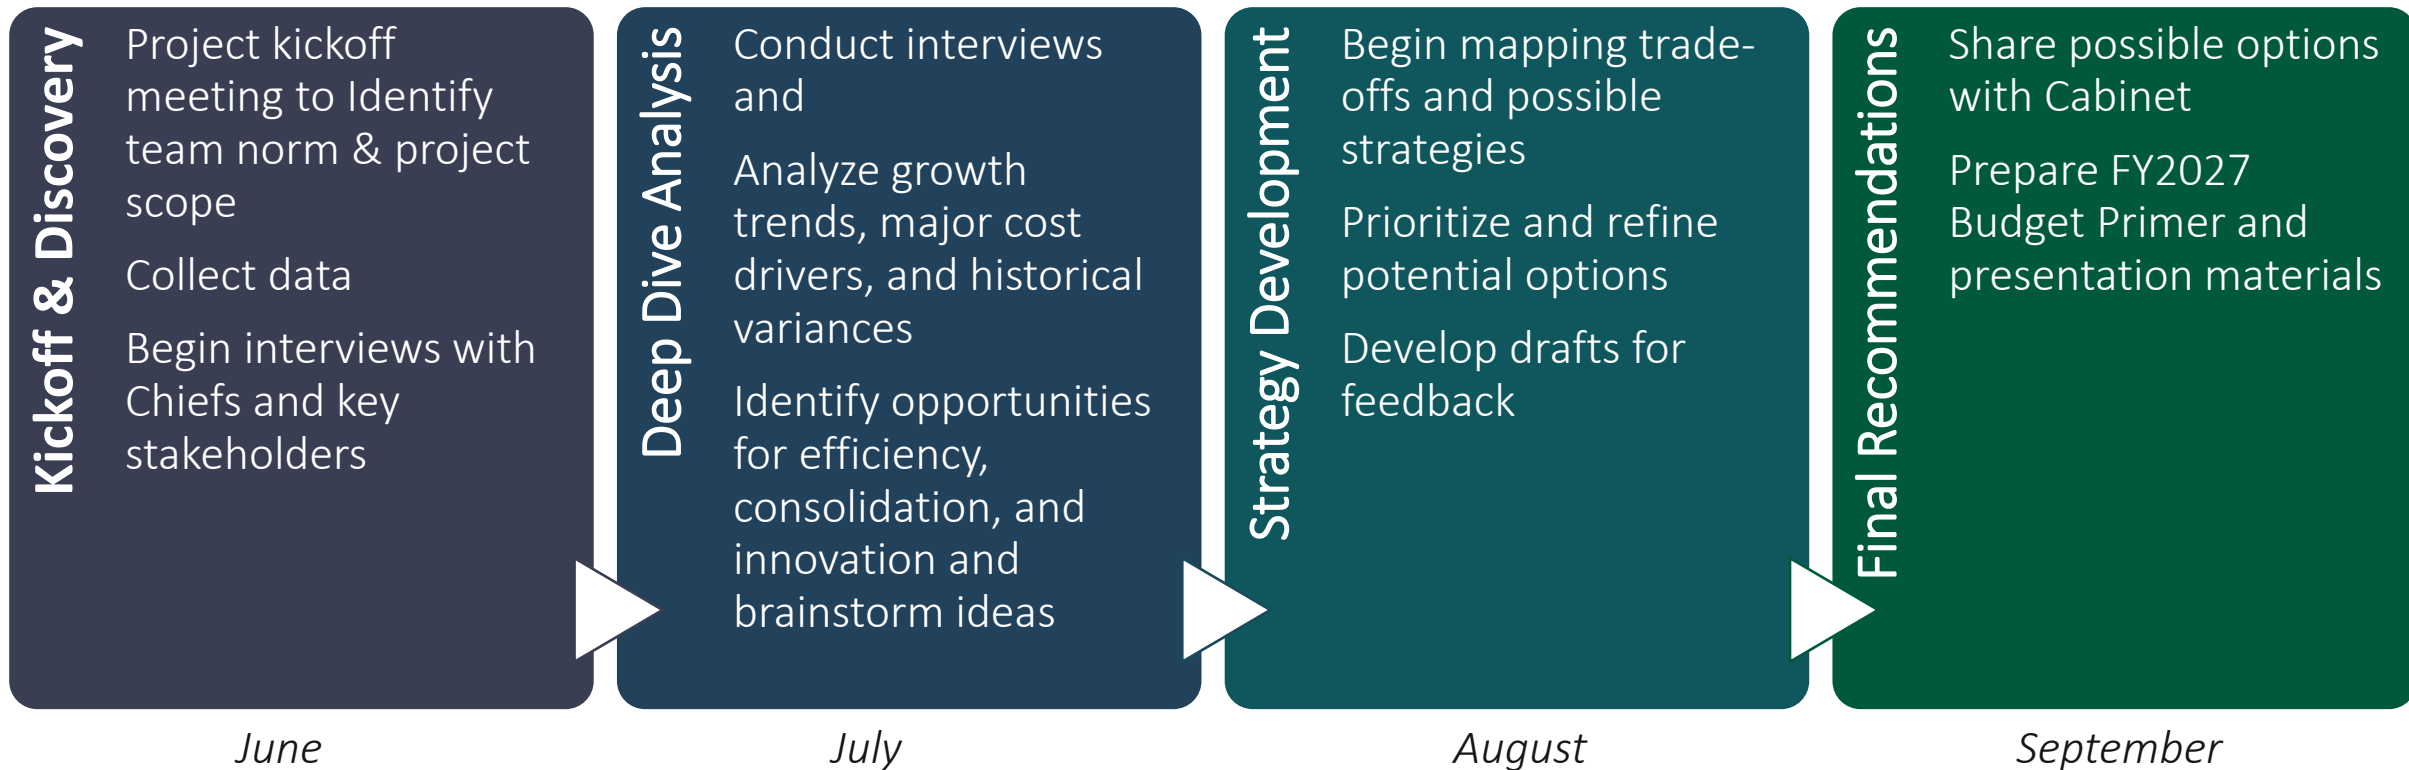 Kickoff & Discovery
Project kickoff
meeting to Identify
team norm & project
scope
Collect data
Begin interviews with
Chiefs and key
stakeholders
June
Deep Dive Analysis
Conduct interviews
and
Analyze growth
trends, major cost
drivers, and historical
variances
Identify opportunities
for efficiency,
consolidation, and
innovation and
brainstorm ideas
July
Strategy Development
Begin mapping trade-
offs and possible
strategies
Prioritize and refine
potential options
Develop drafts for
feedback
August
Final Recommendations
Share possible options
with Cabinet
Prepare FY2027
Budget Primer and
presentation materials
September